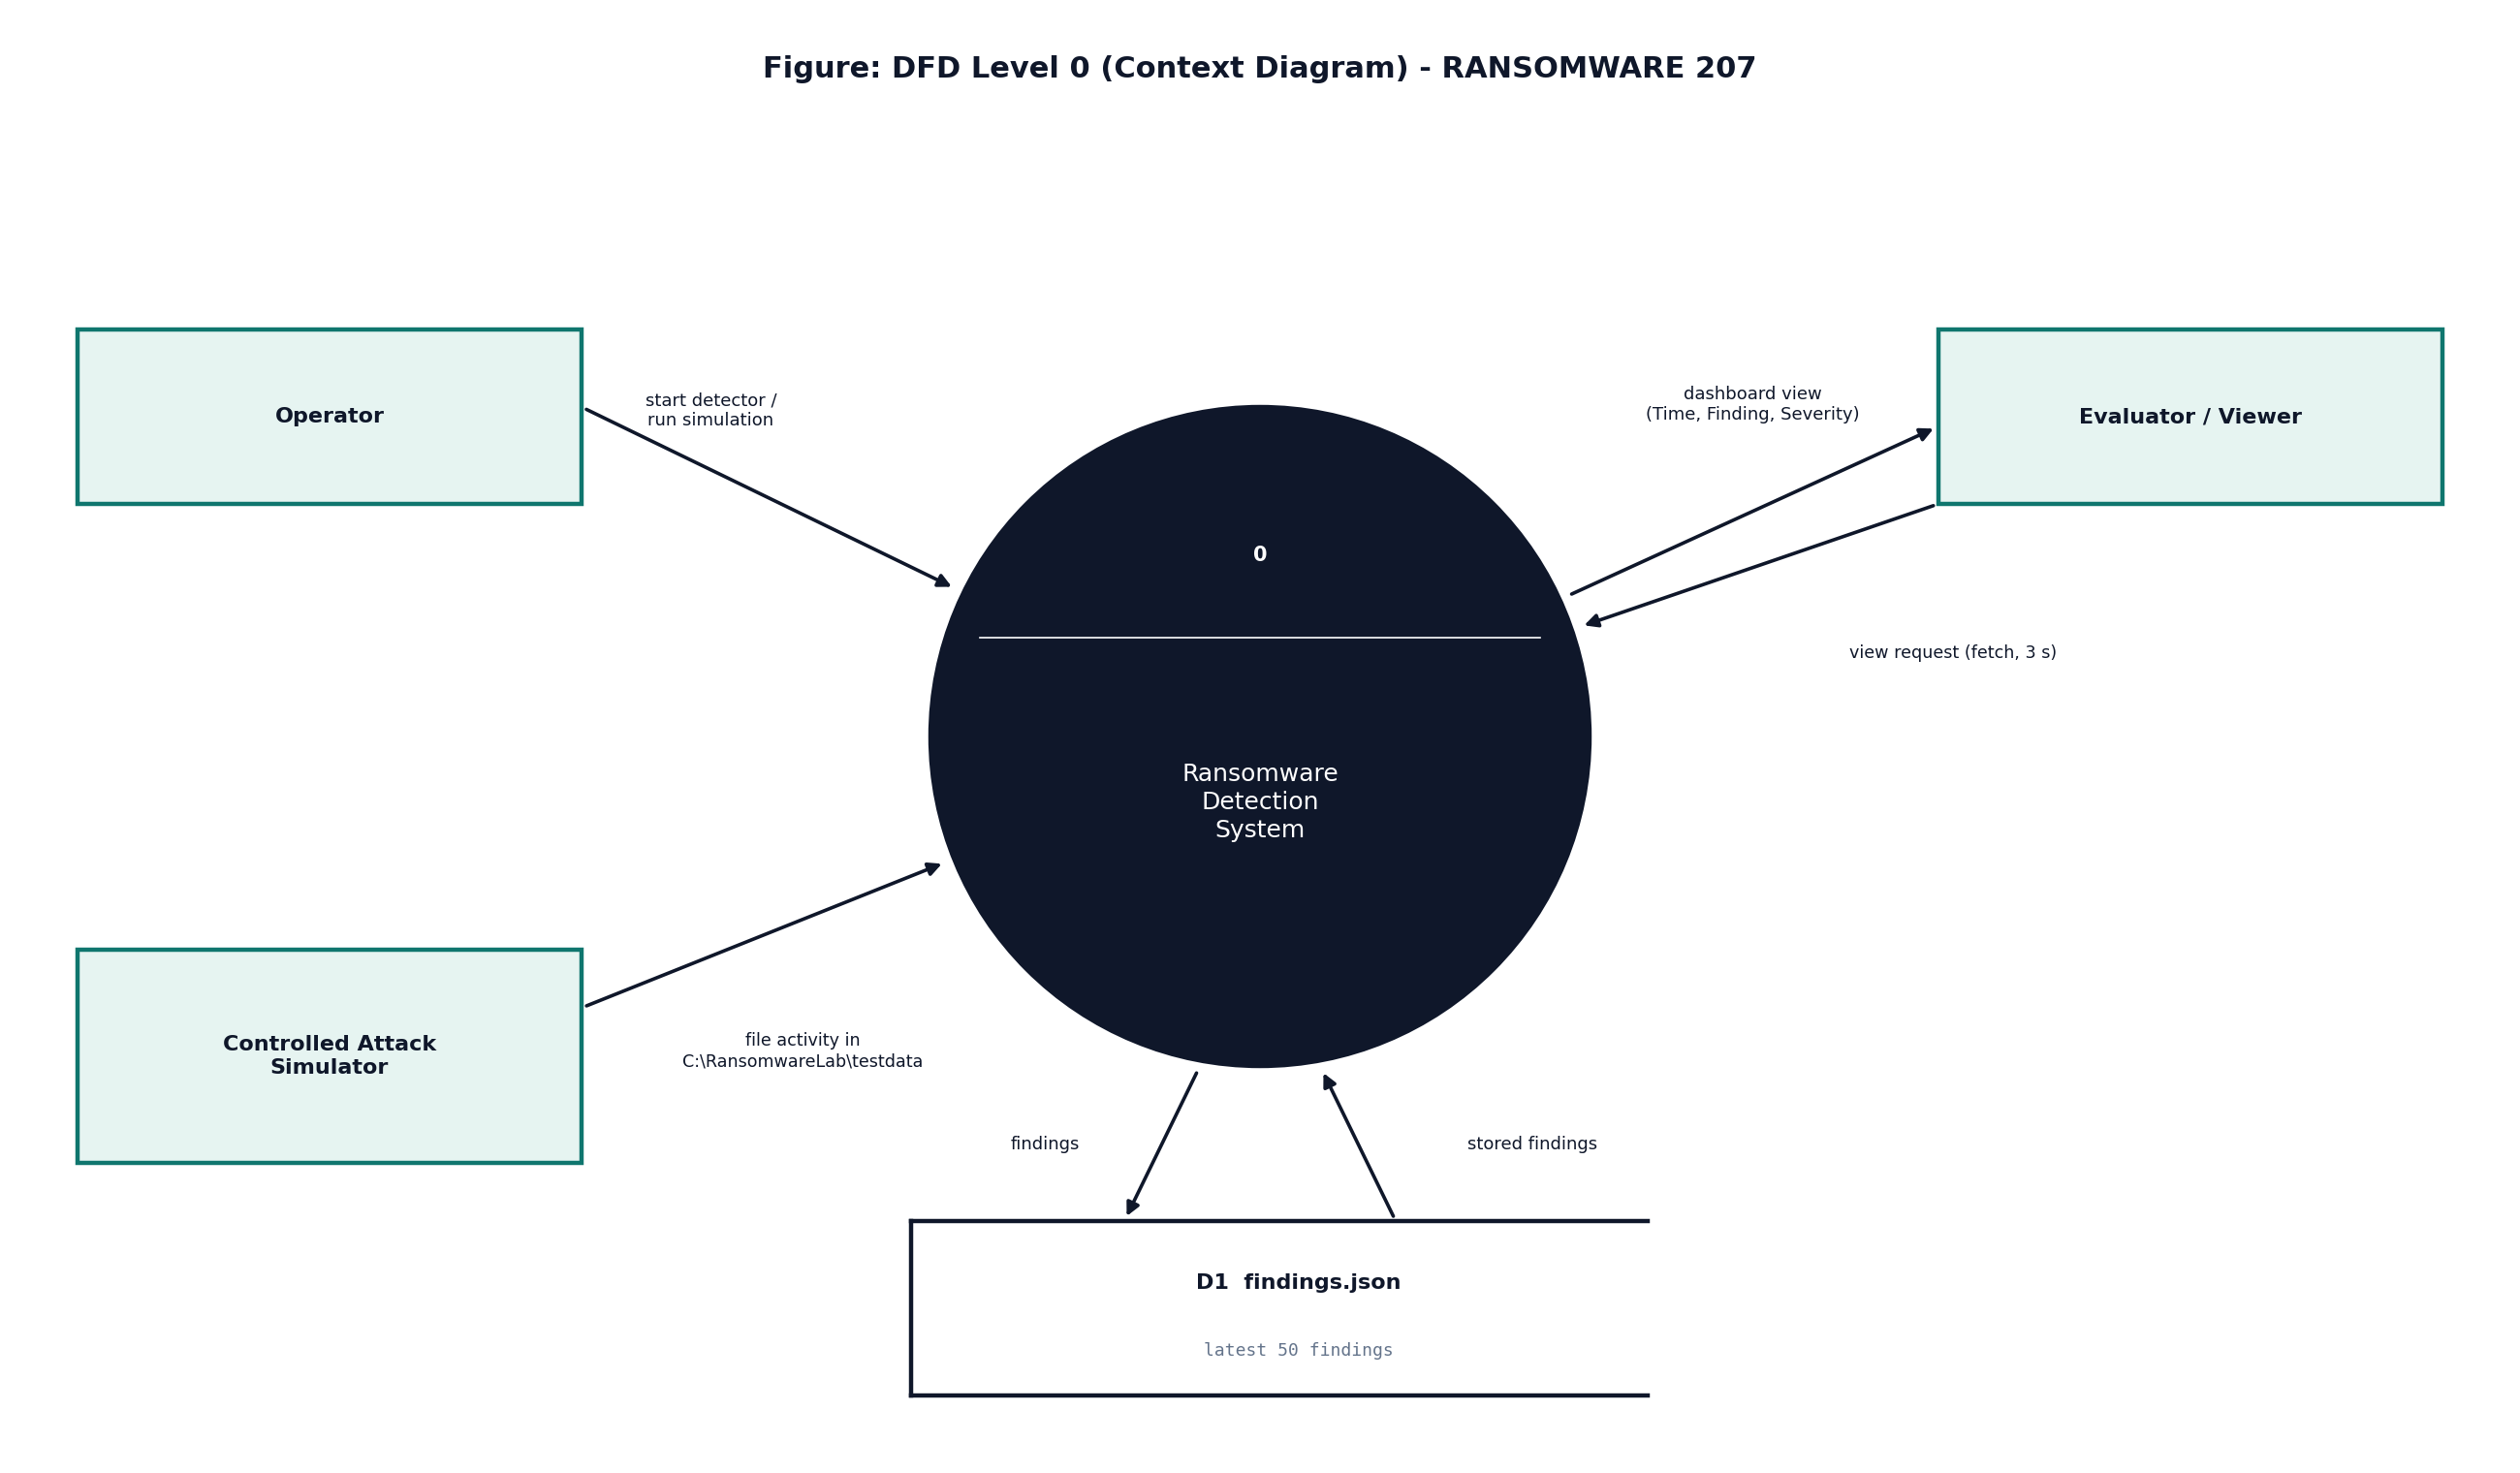 Figure: DFD Level 0 (Context Diagram) - RANSOMWARE 207
Operator
start detector /
run simulation
dashboard view
(Time, Finding, Severity)
Evaluator / Viewer
0
view request (fetch, 3 s)
Ransomware
Detection
System
Controlled Attack
Simulator
file activity in
C:\RansomwareLab\testdata
findings
stored findings
D1  findings.json
latest 50 findings